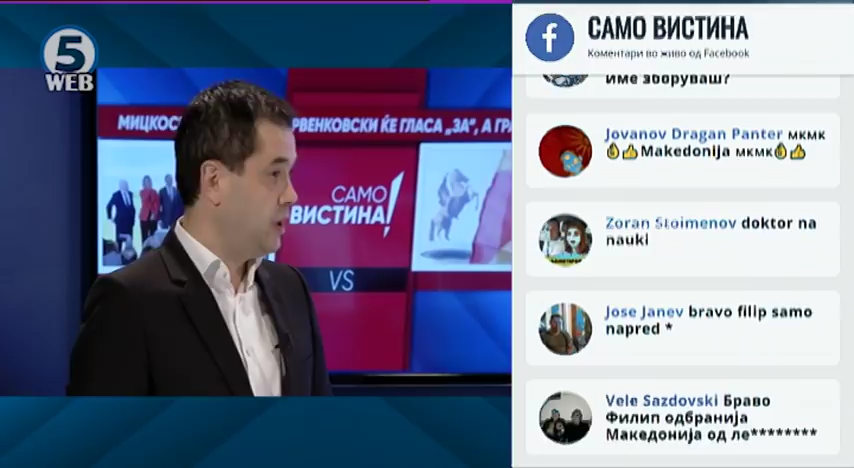 5
WEB
МИЦКОС
РВЕНКОВСКИ ЌЕ ГЛАСА „ЗА“, А ГРА
САМО
ВИСТИНА!
VS
САМО ВИСТИНА
Коментари во живо од Facebook
име зборуваш?
Jovanov Dragan Panter мкмк
👌👍Makedonija мкмк👌👍
Zoran Stoimenov doktor na
nauki
Jose Janev bravo filip samo
napred *
Vele Sazdovski Браво
Филип одбранија
Македонија од ле********